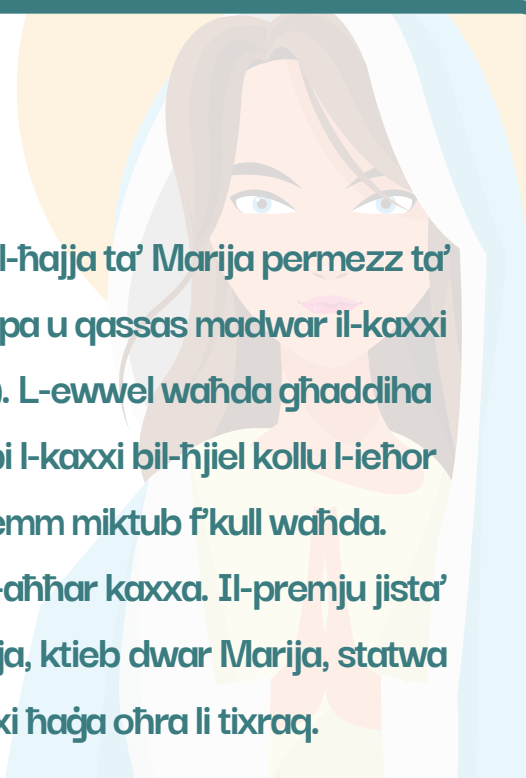 l-ħajja ta’ Marija permezz ta’
pa u qassas madwar il-kaxxi
. L-ewwel waħda għaddiha
i l-kaxxi bil-ħjiel kollu l-ieħor
emm miktub f’kull waħda.
-aħħar kaxxa. Il-premju jista’
ja, ktieb dwar Marija, statwa
xi ħaġa oħra li tixraq.